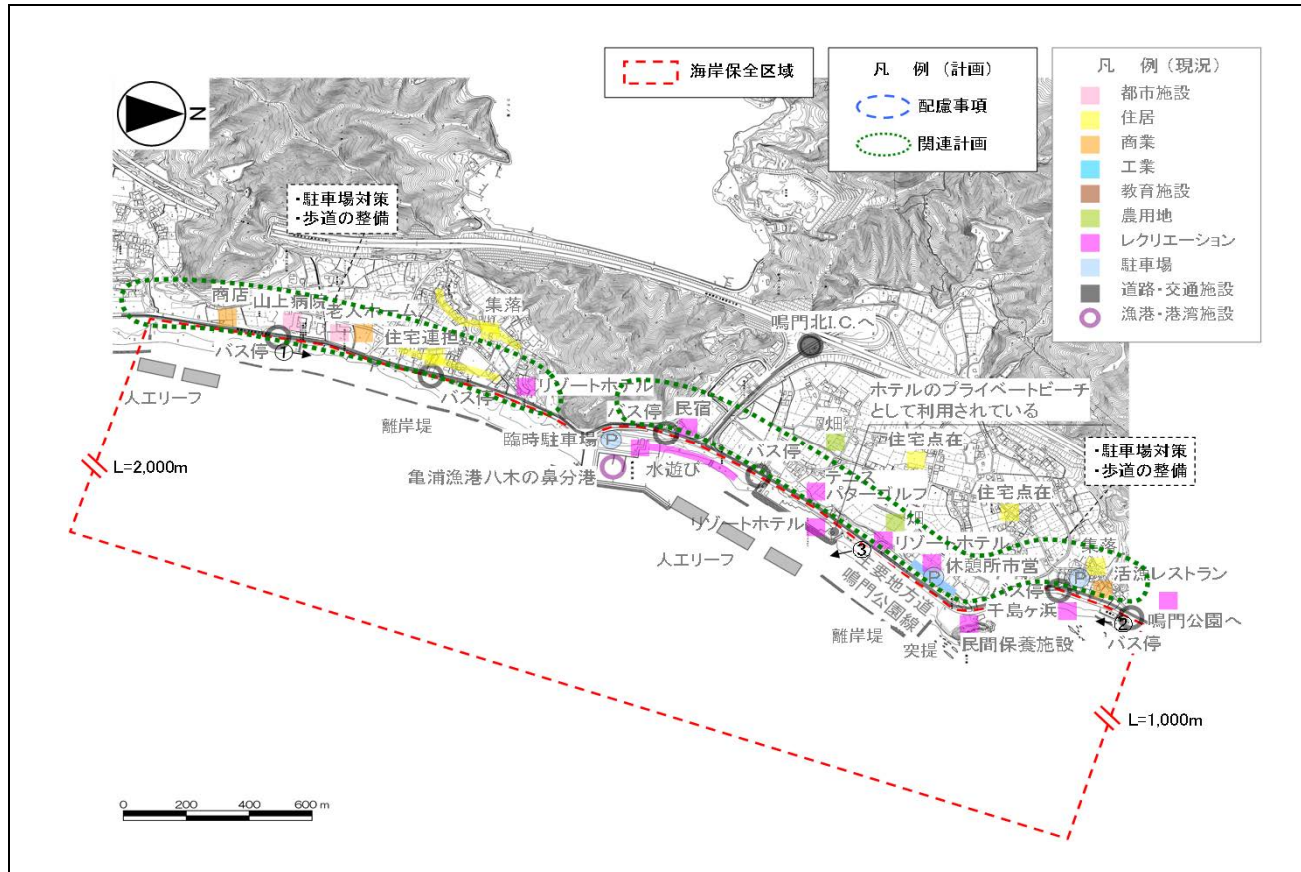 海岸保全区域
凡 例 (計画)
配慮事項
関連計画
凡 例 (現況)
都市施設
住居
商業
工業
教育施設
農用地
レクリエーション
駐車場
道路・交通施設
漁港・港湾施設
N
・駐車場対策
・歩道の整備
商店
山上病院
老人ホーム
集落
住宅連担
バス停
①
バス停
リゾートホテル
人工リーフ
離岸堤
L=2,000m
鳴門北I.C.へ
ホテルのプライベートビーチ
として利用されている
バス停
民宿
臨時駐車場
P
水遊び
亀浦漁港八木の鼻分港
バス停
畑
住宅点在
・駐車場対策
・歩道の整備
テニス
パターゴルフ
畑
住宅点在
リゾートホテル
リゾートホテル
③
人工リーフ
休憩所市営
P
主要地方道
鳴門公園線
集落
P
活漁レストラン
バス停
千鳥ヶ浜
鳴門公園へ
②
バス停
離岸堤
突提
民間保養施設
L=1,000m
0 200 400 600 m